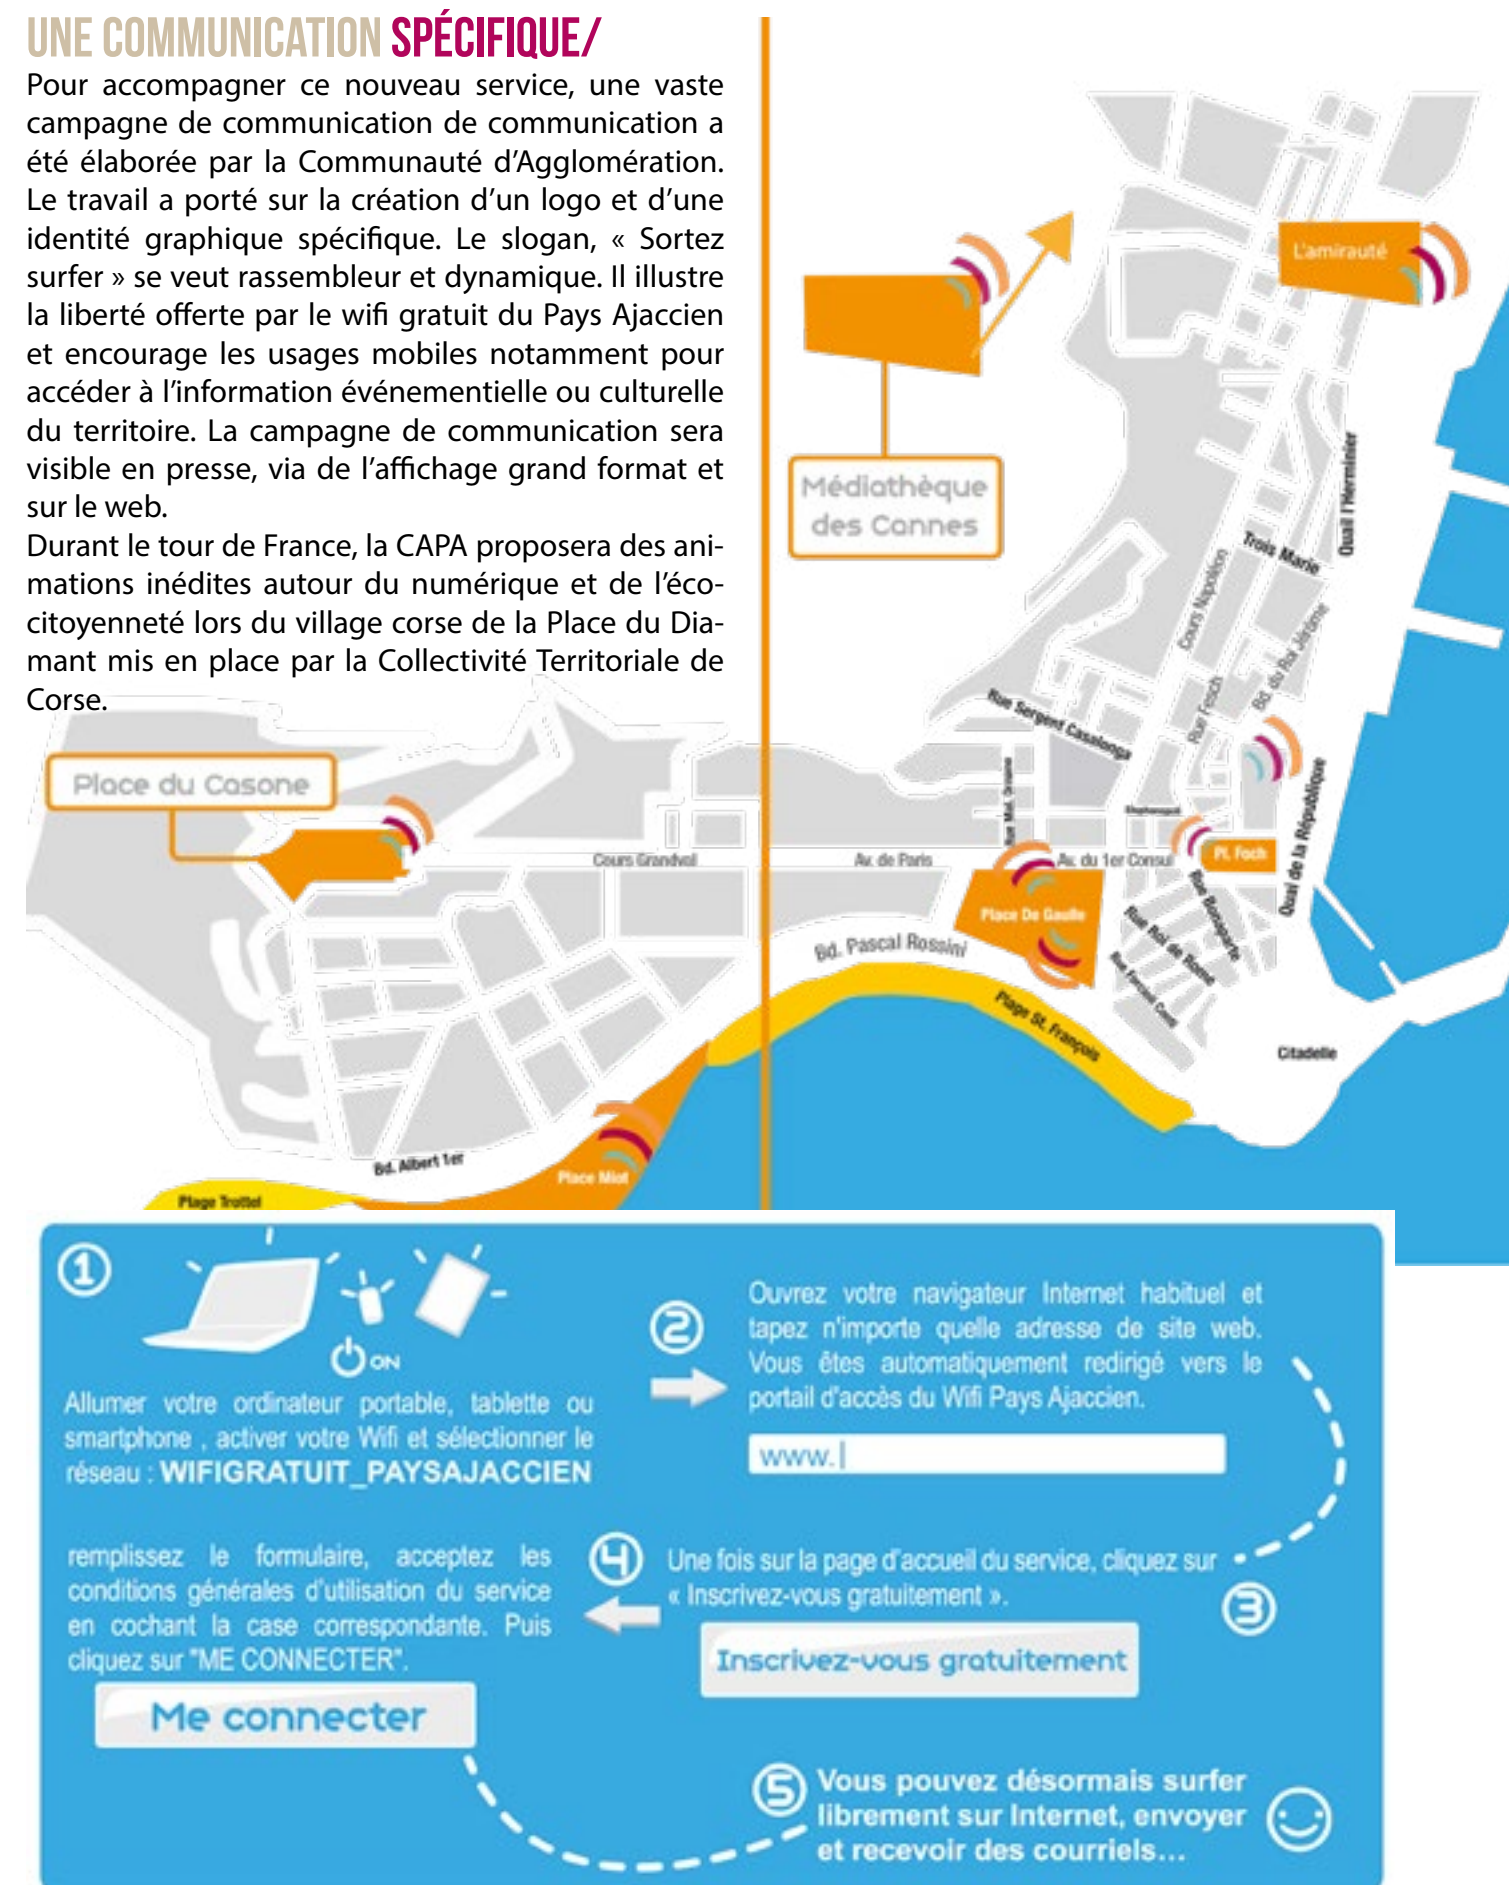 UNE COMMUNICATION SPÉCIFIQUE/
Pour accompagner ce nouveau service, une vaste
campagne de communication de communication a
été élaborée par la Communauté d'Agglomération.
Le travail a porté sur la création d'un logo et d'une
identité graphique spécifique. Le slogan, « Sortez
surfer » se veut rassembleur et dynamique. Il illustre
la liberté offerte par le wifi gratuit du Pays Ajaccien
et encourage les usages mobiles notamment pour
accéder à l'information événementielle ou culturelle
du territoire. La campagne de communication sera
visible en presse, via de l'affichage grand format et
sur le web.
Durant le tour de France, la CAPA proposera des ani-
mations inédites autour du numérique et de l'éco-
citoyenneté lors du village corse de la Place du Dia-
mant mis en place par la Collectivité Territoriale de
Corse.
L'amirauté
Médiathèque
des Cannes
Quail l'Herminier
Trois Marie
Cours Napoléon
Bd. du Roi Jérôme
Rue Fesch
Rue Sergent Casalonga
Quai de la République
Place du Casone
Cours Grandval
Av. de Paris
Av. du 1er Consul
Pl. Foch
Place De Gaulle
Rue Bonaparte
Rue Roi de Rome
Bd. Pascal Rossini
Plage St. François
Citadelle
Bd. Albert 1er
Place Miot
Plage Trottel
1
ON
Allumer votre ordinateur portable, tablette ou
smartphone , activer votre Wifi et sélectionner le
réseau : WIFIGRATUIT_PAYSAJACCIEN
2
Ouvrez votre navigateur Internet habituel et
tapez n'importe quelle adresse de site web.
Vous êtes automatiquement redirigé vers le
portail d'accès du Wifi Pays Ajaccien.
www.|
3
Une fois sur la page d'accueil du service, cliquez sur
« Inscrivez-vous gratuitement ».
Inscrivez-vous gratuitement
4
remplissez le formulaire, acceptez les
conditions générales d'utilisation du service
en cochant la case correspondante. Puis
cliquez sur "ME CONNECTER".
Me connecter
5
Vous pouvez désormais surfer
librement sur Internet, envoyer
et recevoir des courriels...